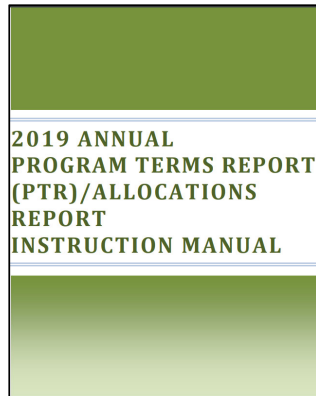 2019 ANNUAL
PROGRAM TERMS REPORT
(PTR)/ALLOCATIONS
REPORT
INSTRUCTION MANUAL